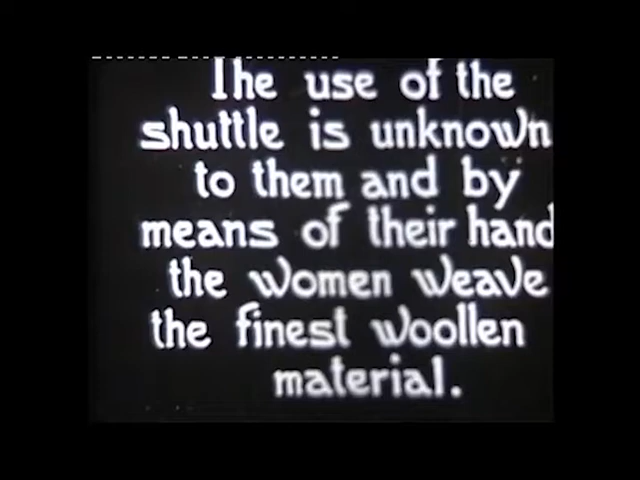 The use of the
shuttle is unknown
to them and by
means of their hand
the women weave
the finest woollen
material.